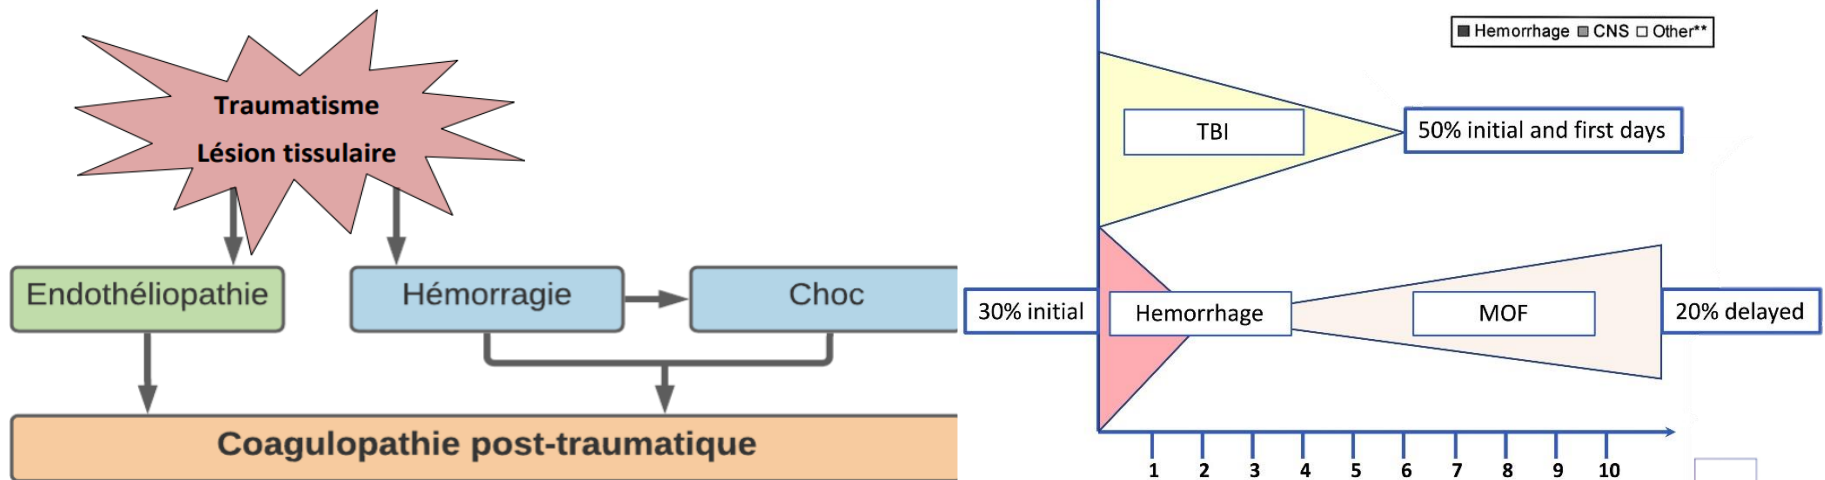 Traumatisme
Lésion tissulaire
Endothéliopathie
Hémorragie
Choc
Coagulopathie post-traumatique
Hemorrhage CNS Other**
TBI
50% initial and first days
30% initial
Hemorrhage
MOF
20% delayed
1 2 3 4 5 6 7 8 9 10